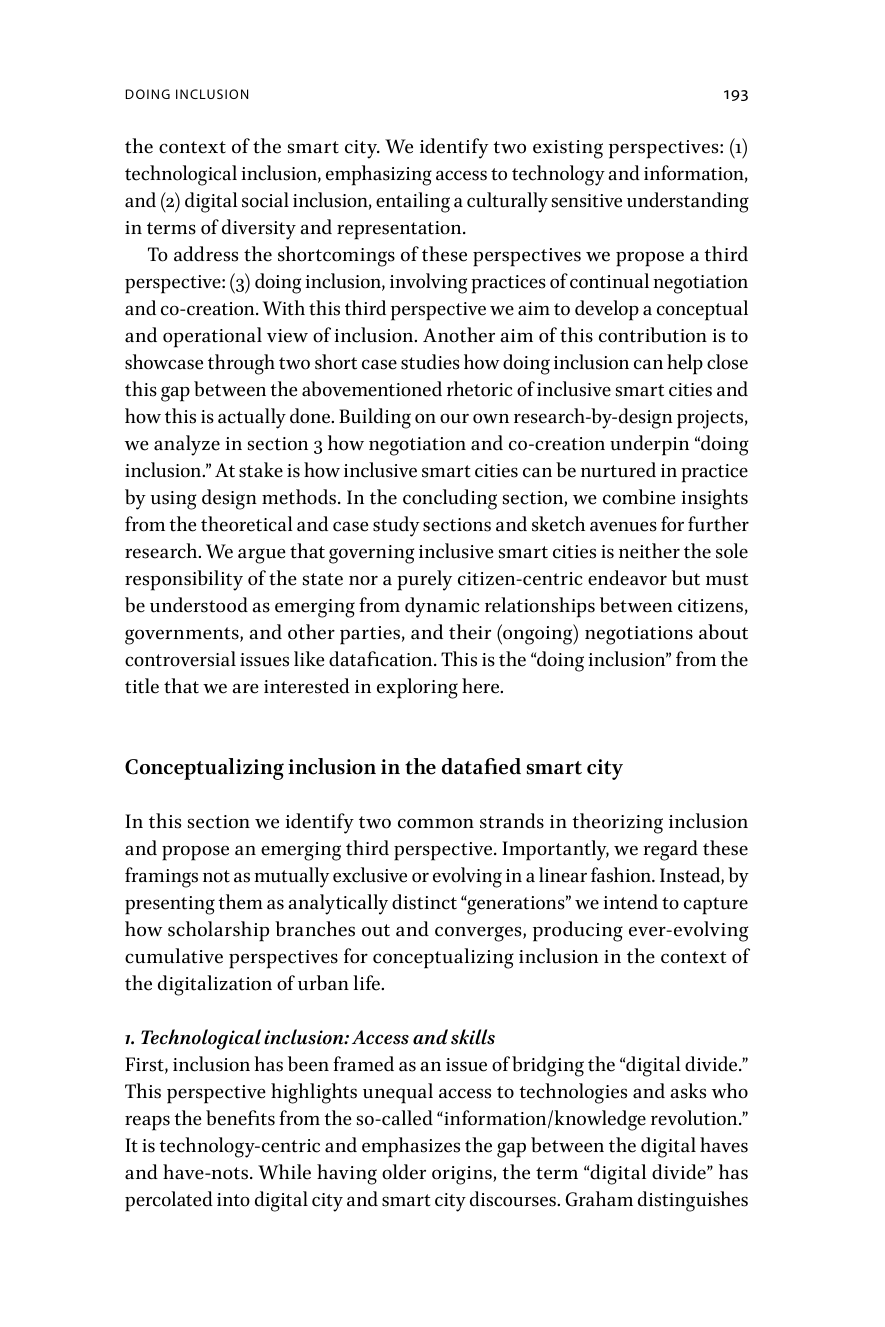 DOING INCLUSION 193
the context of the smart city. We identify two existing perspectives: (1)
technological inclusion, emphasizing access to technology and information,
and (2) digital social inclusion, entailing a culturally sensitive understanding
in terms of diversity and representation.
To address the shortcomings of these perspectives we propose a third
perspective: (3) doing inclusion, involving practices of continual negotiation
and co-creation. With this third perspective we aim to develop a conceptual
and operational view of inclusion. Another aim of this contribution is to
showcase through two short case studies how doing inclusion can help close
this gap between the abovementioned rhetoric of inclusive smart cities and
how this is actually done. Building on our own research-by-design projects,
we analyze in section 3 how negotiation and co-creation underpin “doing
inclusion.” At stake is how inclusive smart cities can be nurtured in practice
by using design methods. In the concluding section, we combine insights
from the theoretical and case study sections and sketch avenues for further
research. We argue that governing inclusive smart cities is neither the sole
responsibility of the state nor a purely citizen-centric endeavor but must
be understood as emerging from dynamic relationships between citizens,
governments, and other parties, and their (ongoing) negotiations about
controversial issues like datafication. This is the “doing inclusion” from the
title that we are interested in exploring here.
Conceptualizing inclusion in the datafied smart city
In this section we identify two common strands in theorizing inclusion
and propose an emerging third perspective. Importantly, we regard these
framings not as mutually exclusive or evolving in a linear fashion. Instead, by
presenting them as analytically distinct “generations” we intend to capture
how scholarship branches out and converges, producing ever-evolving
cumulative perspectives for conceptualizing inclusion in the context of
the digitalization of urban life.
1. Technological inclusion: Access and skills
First, inclusion has been framed as an issue of bridging the “digital divide.”
This perspective highlights unequal access to technologies and asks who
reaps the benefits from the so-called “information/knowledge revolution.”
It is technology-centric and emphasizes the gap between the digital haves
and have-nots. While having older origins, the term “digital divide” has
percolated into digital city and smart city discourses. Graham distinguishes